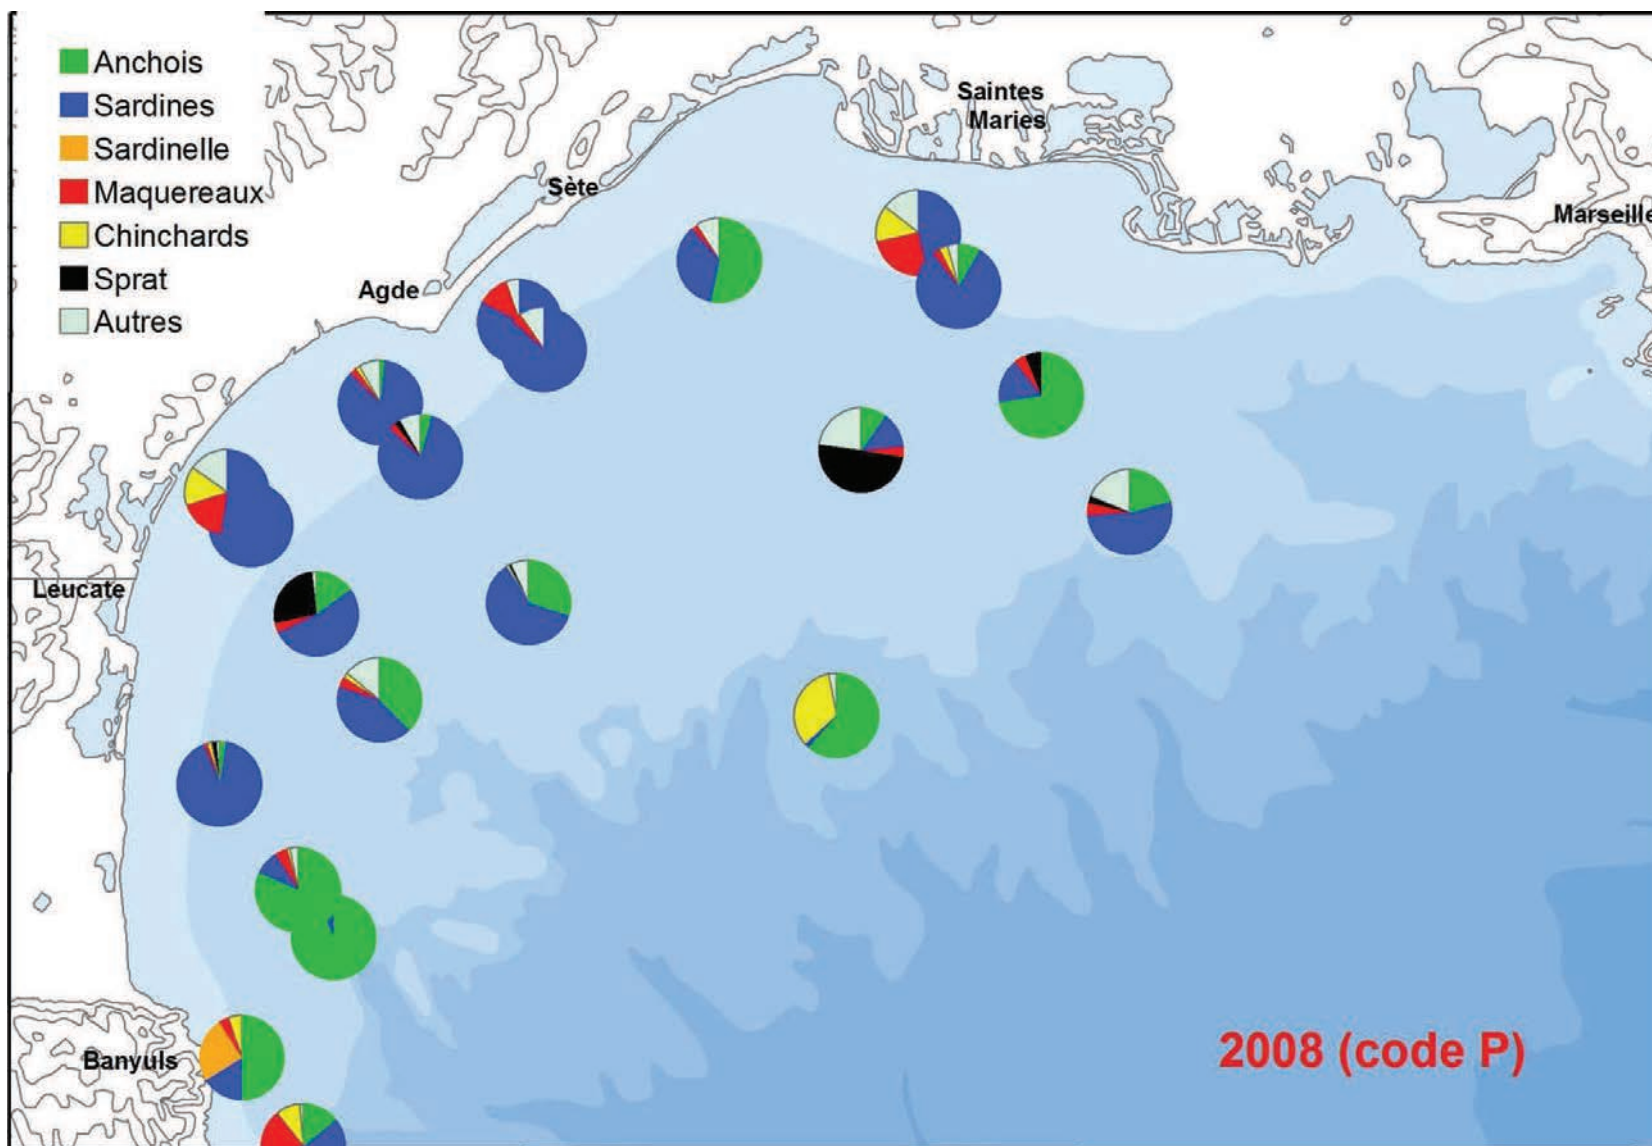 Anchois
Sardines
Sardinelle
Maquereaux
Chinchards
Sprat
Autres
Saintes
Maries
Sète
Marseille
Agde
Leucate
Banyuls
2008 (code P)